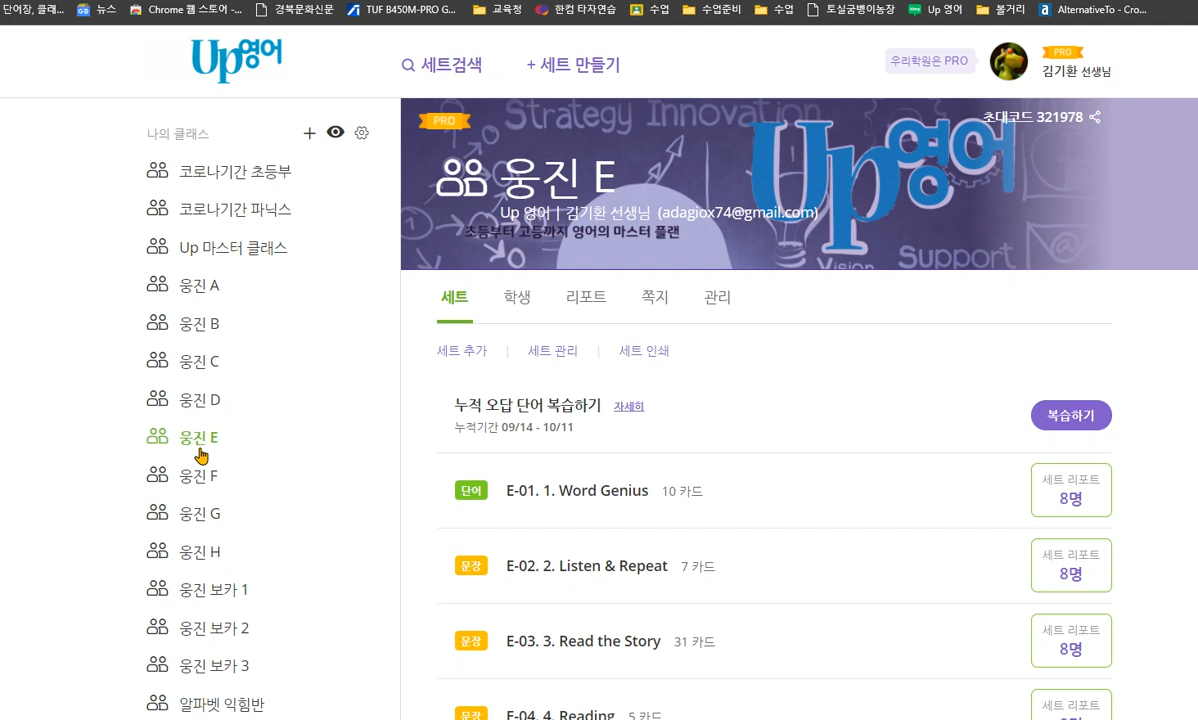 단어장, 클래... 뉴스 Chrome 웹 스토어 -... 경북문화신문 TUF B450M-PRO G... 교육청 한컴 타자연습 수업 수업준비 수업 토실금병이농장 Up 영어 볼거리 AlternativeTo - Cro...
Up영어
세트검색
+ 세트 만들기
우리학원은 PRO
PRO
김기환 선생님
나의 클래스
코로나기간 초등부
코로나기간 파닉스
Up 마스터 클래스
웅진 A
웅진 B
웅진 C
웅진 D
웅진 E
웅진 F
웅진 G
웅진 H
웅진 보카 1
웅진 보카 2
웅진 보카 3
알파벳 익힘반
PRO
Strategy Innovation
초대코드 321978
웅진 E
Up영어
Up 영어 | 김기환 선생님 (adagiox74@gmail.com)
초등부터 고등까지 영어의 마스터 플랜
Vision
Support
세트 학생 리포트 쪽지 관리
세트 추가 | 세트 관리 | 세트 인쇄
누적 오답 단어 복습하기 자세히
누적기간 09/14 - 10/11
복습하기
단어 E-01. 1. Word Genius 10 카드
세트 리포트
8명
문장 E-02. 2. Listen & Repeat 7 카드
세트 리포트
8명
문장 E-03. 3. Read the Story 31 카드
세트 리포트
8명
문장 E-04. 4. Reading 5 카드
세트 리포트